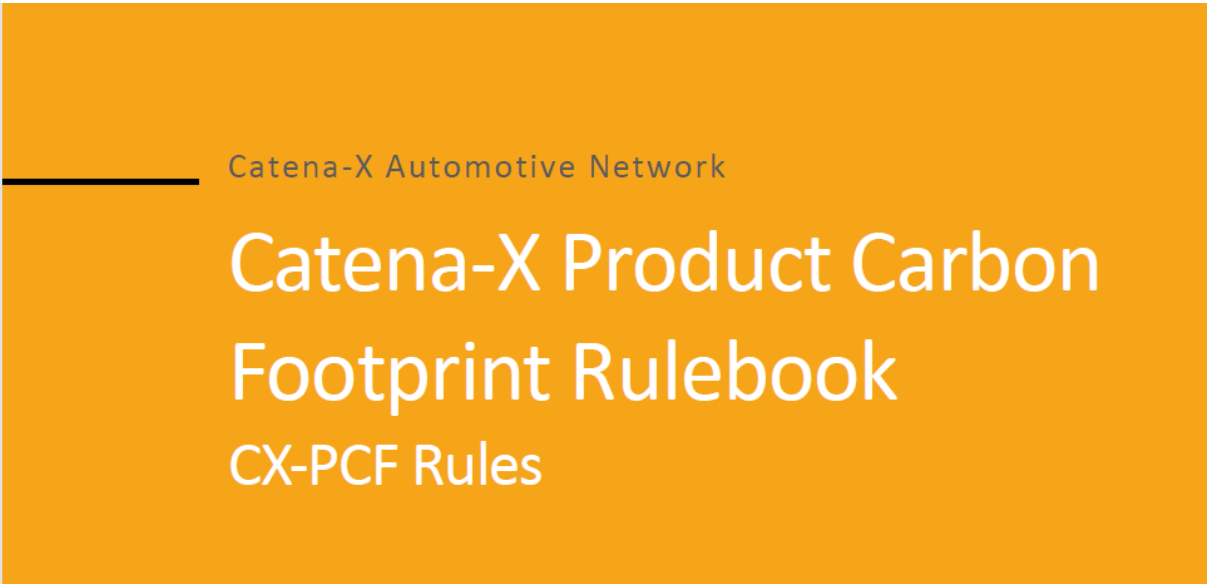 Catena-X Automotive Network
Catena-X Product Carbon
Footprint Rulebook
CX-PCF Rules